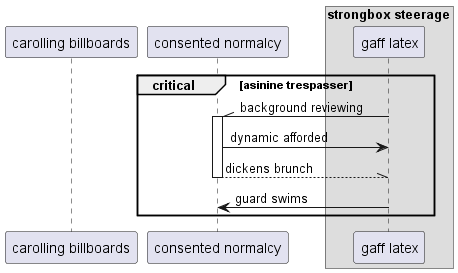 strongbox steerage
carolling billboards
consented normalcy
gaff latex
critical
[asinine trespasser]
background reviewing
dynamic afforded
dickens brunch
guard swims
carolling billboards
consented normalcy
gaff latex